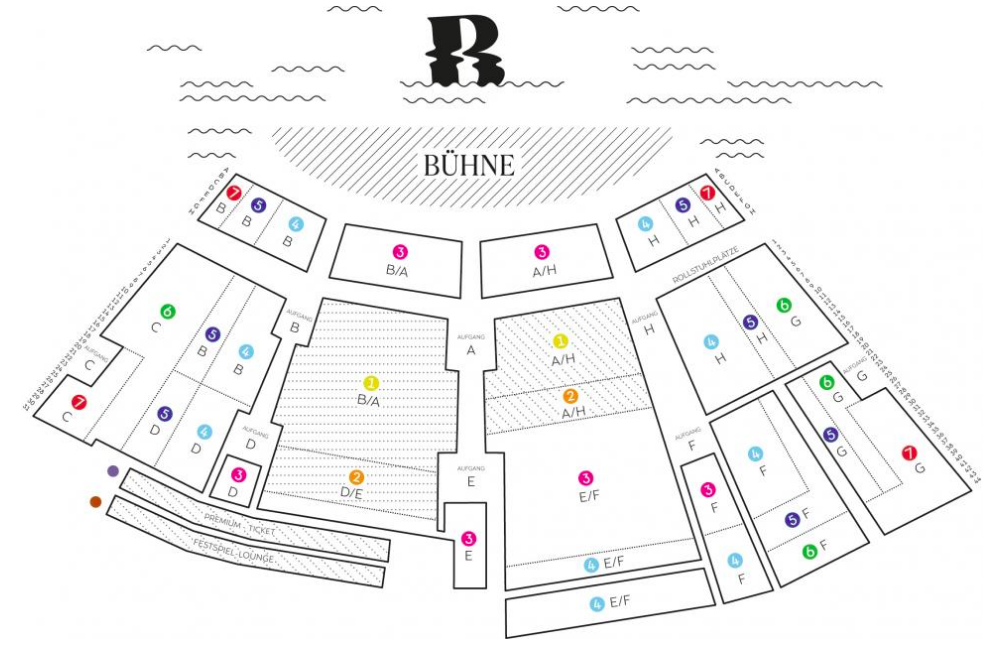 R
BÜHNE
7 B
5 B
4 B
3 B/A
3 A/H
4 H
5 H
7 H
ROLLSTUHLPLÄTZE
6 C
5 B
4 B
AUFGANG B
AUFGANG A
AUFGANG H
1 B/A
1 A/H
2 A/H
4 H
5 H
6 G
AUFGANG C
7 C
5 D
4 D
AUFGANG D
3 D
2 D/E
AUFGANG E
3 E
3 E/F
4 E/F
4 E/F
AUFGANG F
3 F
4 F
4 F
5 F
6 F
6 G
5 G
AUFGANG G
7 G
PREMIUM - TICKET
FESTSPIEL-LOUNGE